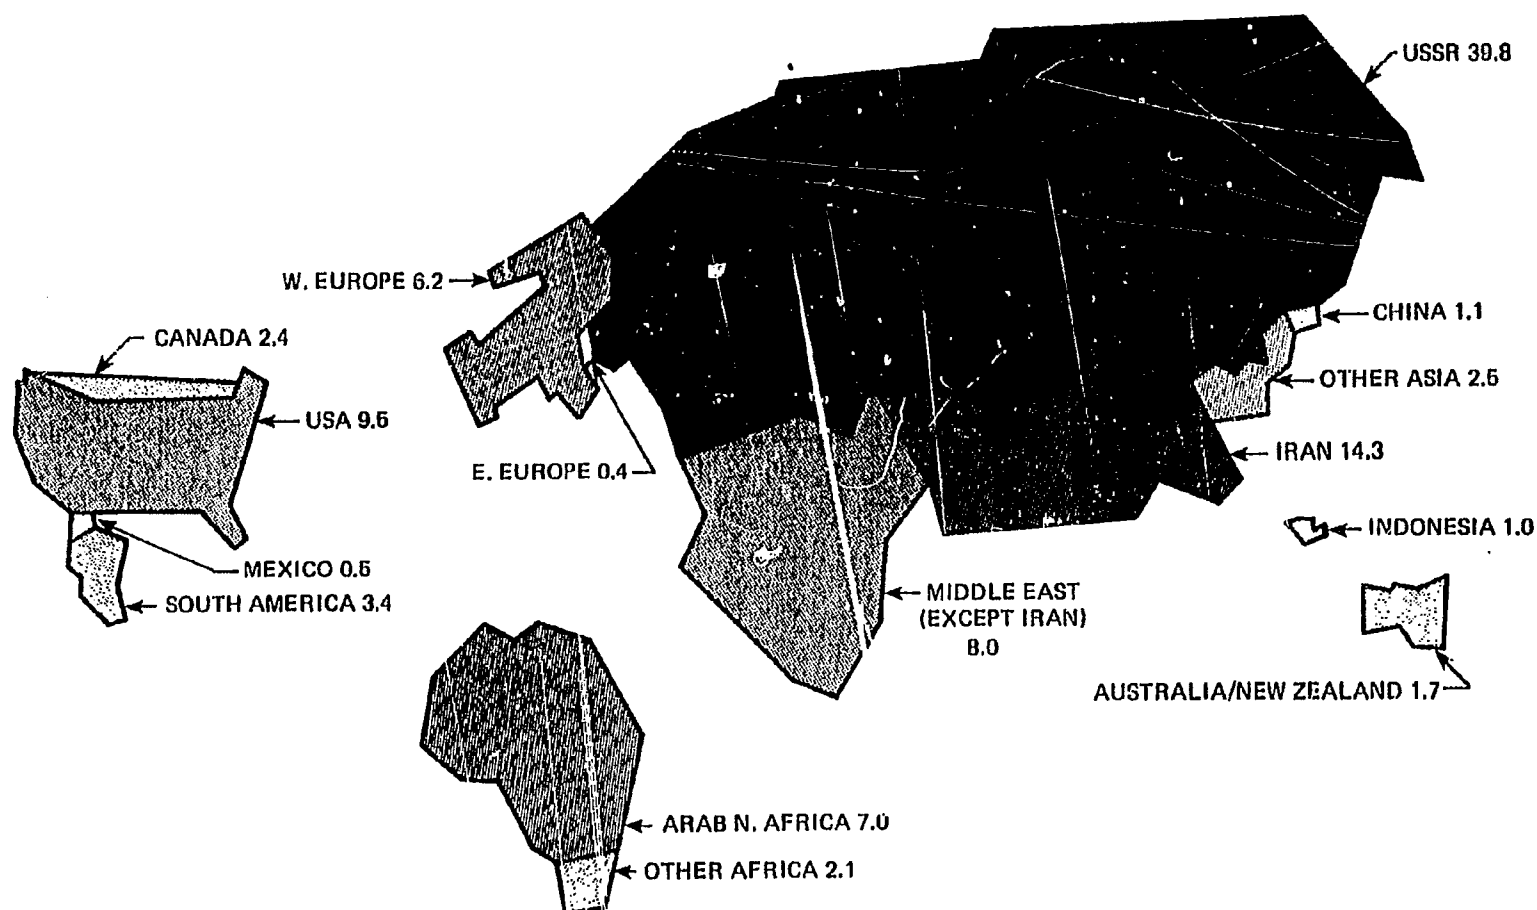 USSR 39.8
W. EUROPE 6.2
CHINA 1.1
CANADA 2.4
OTHER ASIA 2.5
USA 9.5
IRAN 14.3
E. EUROPE 0.4
INDONESIA 1.0
MEXICO 0.5
SOUTH AMERICA 3.4
MIDDLE EAST
(EXCEPT IRAN)
8.0
AUSTRALIA/NEW ZEALAND 1.7
ARAB N. AFRICA 7.0
OTHER AFRICA 2.1